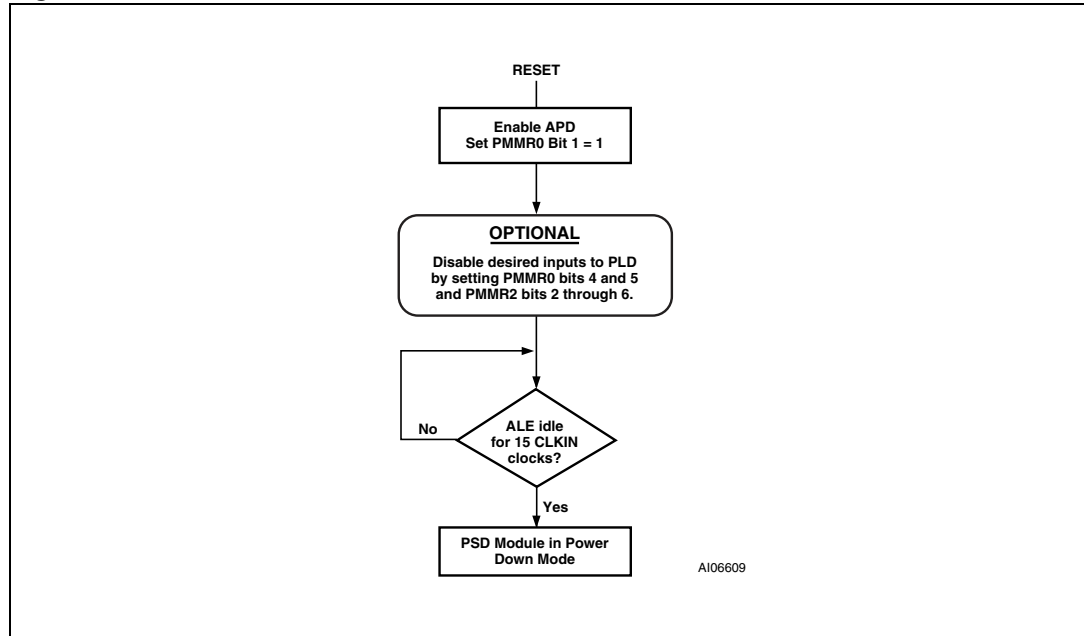 RESET
Enable APD
Set PMMR0 Bit 1 = 1
OPTIONAL
Disable desired inputs to PLD
by setting PMMR0 bits 4 and 5
and PMMR2 bits 2 through 6.
No
ALE idle
for 15 CLKIN
clocks?
Yes
PSD Module in Power
Down Mode
AI06609